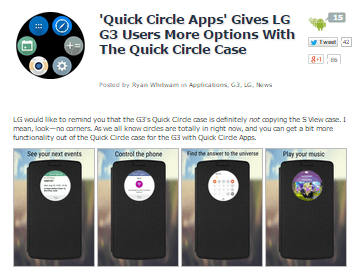 'Quick Circle Apps' Gives LG
G3 Users More Options With
The Quick Circle Case
15
Tweet 42
+1 86
Posted by Ryan Whitwam in Applications, G3, LG, News
LG would like to remind you that the G3's Quick Circle case is definitely not copying the S View case. I
mean, look—no corners. As we all know circles are totally in right now, and you can get a bit more
functionality out of the Quick Circle case for the G3 with Quick Circle Apps.
See your next events
Control the phone
Find the answer to the universe
Play your music